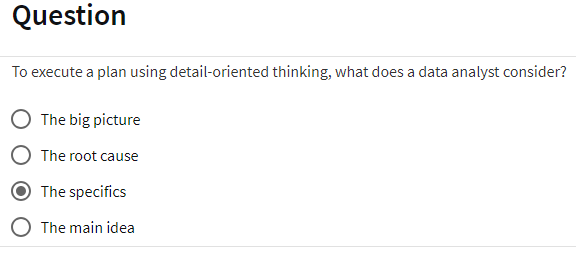 Question
To execute a plan using detail-oriented thinking, what does a data analyst consider?
The big picture
The root cause
The specifics
The main idea